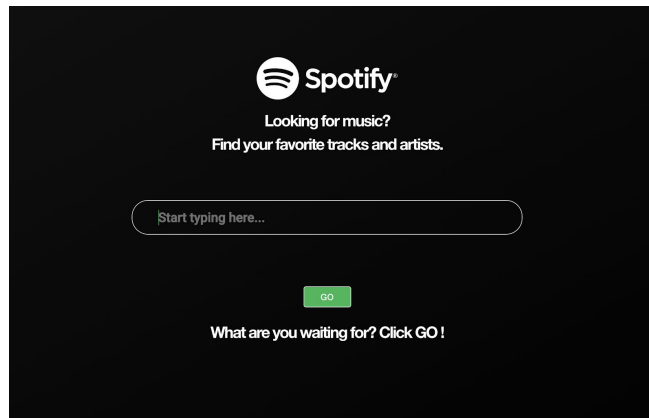 Spotify®
Looking for music?
Find your favorite tracks and artists.
Start typing here...
GO
What are you waiting for? Click GO !